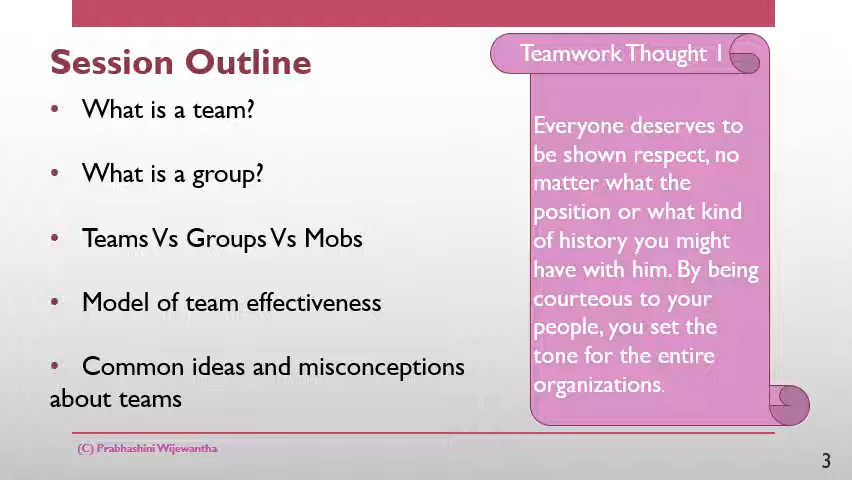 Session Outline
• What is a team?
• What is a group?
• Teams Vs Groups Vs Mobs
• Model of team effectiveness
• Common ideas and misconceptions
about teams
Teamwork Thought 1
Everyone deserves to
be shown respect, no
matter what the
position or what kind
of history you might
have with him. By being
courteous to your
people, you set the
tone for the entire
organizations.
(C) Prabhashini Wijewantha
3